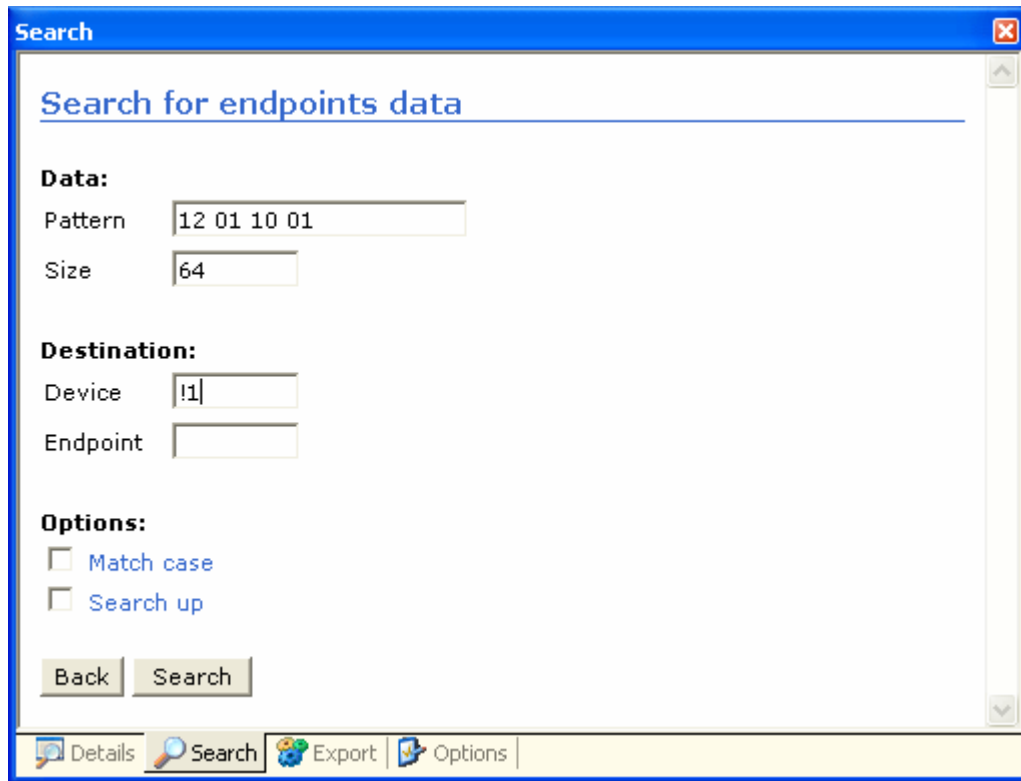 Search
Search for endpoints data
Data:
Pattern 12 01 10 01
Size 64
Destination:
Device !1
Endpoint
Options:
Match case
Search up
Back Search
Details Search Export Options